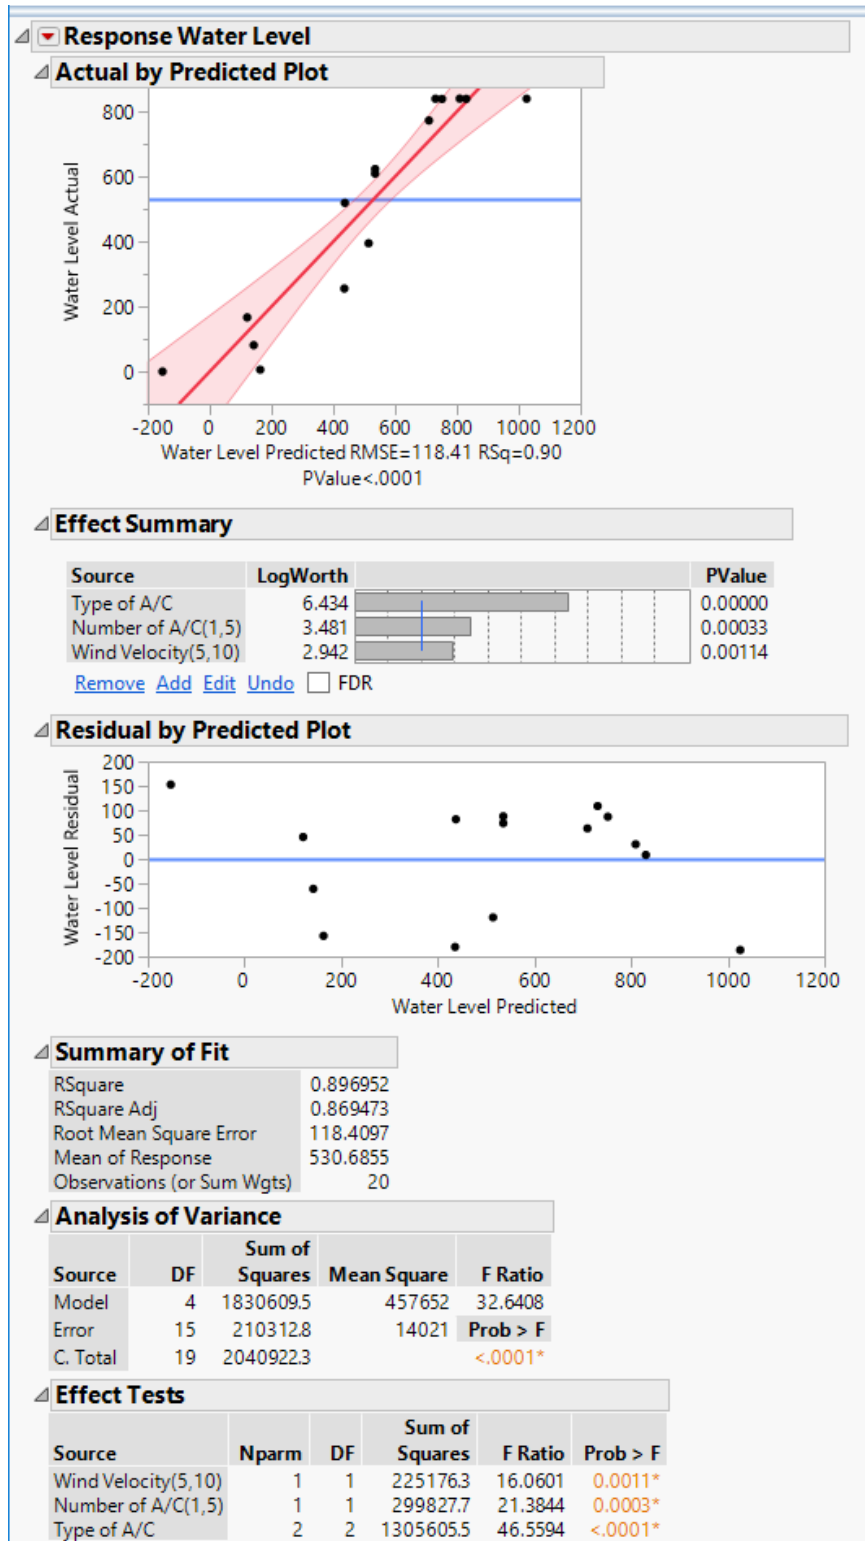 Response Water Level
Actual by Predicted Plot
800
600
400
200
0
Water Level Actual
-200 0 200 400 600 800 1000 1200
Water Level Predicted RMSE=118.41 RSq=0.90
PValue<.0001
Effect Summary
Source LogWorth PValue
Type of A/C 6.434 0.00000
Number of A/C(1,5) 3.481 0.00033
Wind Velocity(5,10) 2.942 0.00114
Remove Add Edit Undo FDR
Residual by Predicted Plot
200
150
100
50
0
-50
-100
-150
-200
Water Level Residual
-200 0 200 400 600 800 1000 1200
Water Level Predicted
Summary of Fit
RSquare 0.896952
RSquare Adj 0.869473
Root Mean Square Error 118.4097
Mean of Response 530.6855
Observations (or Sum Wgts) 20
Analysis of Variance
Sum of
Source DF Squares Mean Square F Ratio
Model 4 1830609.5 457652 32.6408
Error 15 210312.8 14021 Prob > F
C. Total 19 2040922.3 <.0001*
Effect Tests
Sum of
Source Nparm DF Squares F Ratio Prob > F
Wind Velocity(5,10) 1 1 225176.3 16.0601 0.0011*
Number of A/C(1,5) 1 1 299827.7 21.3844 0.0003*
Type of A/C 2 2 1305605.5 46.5594 <.0001*